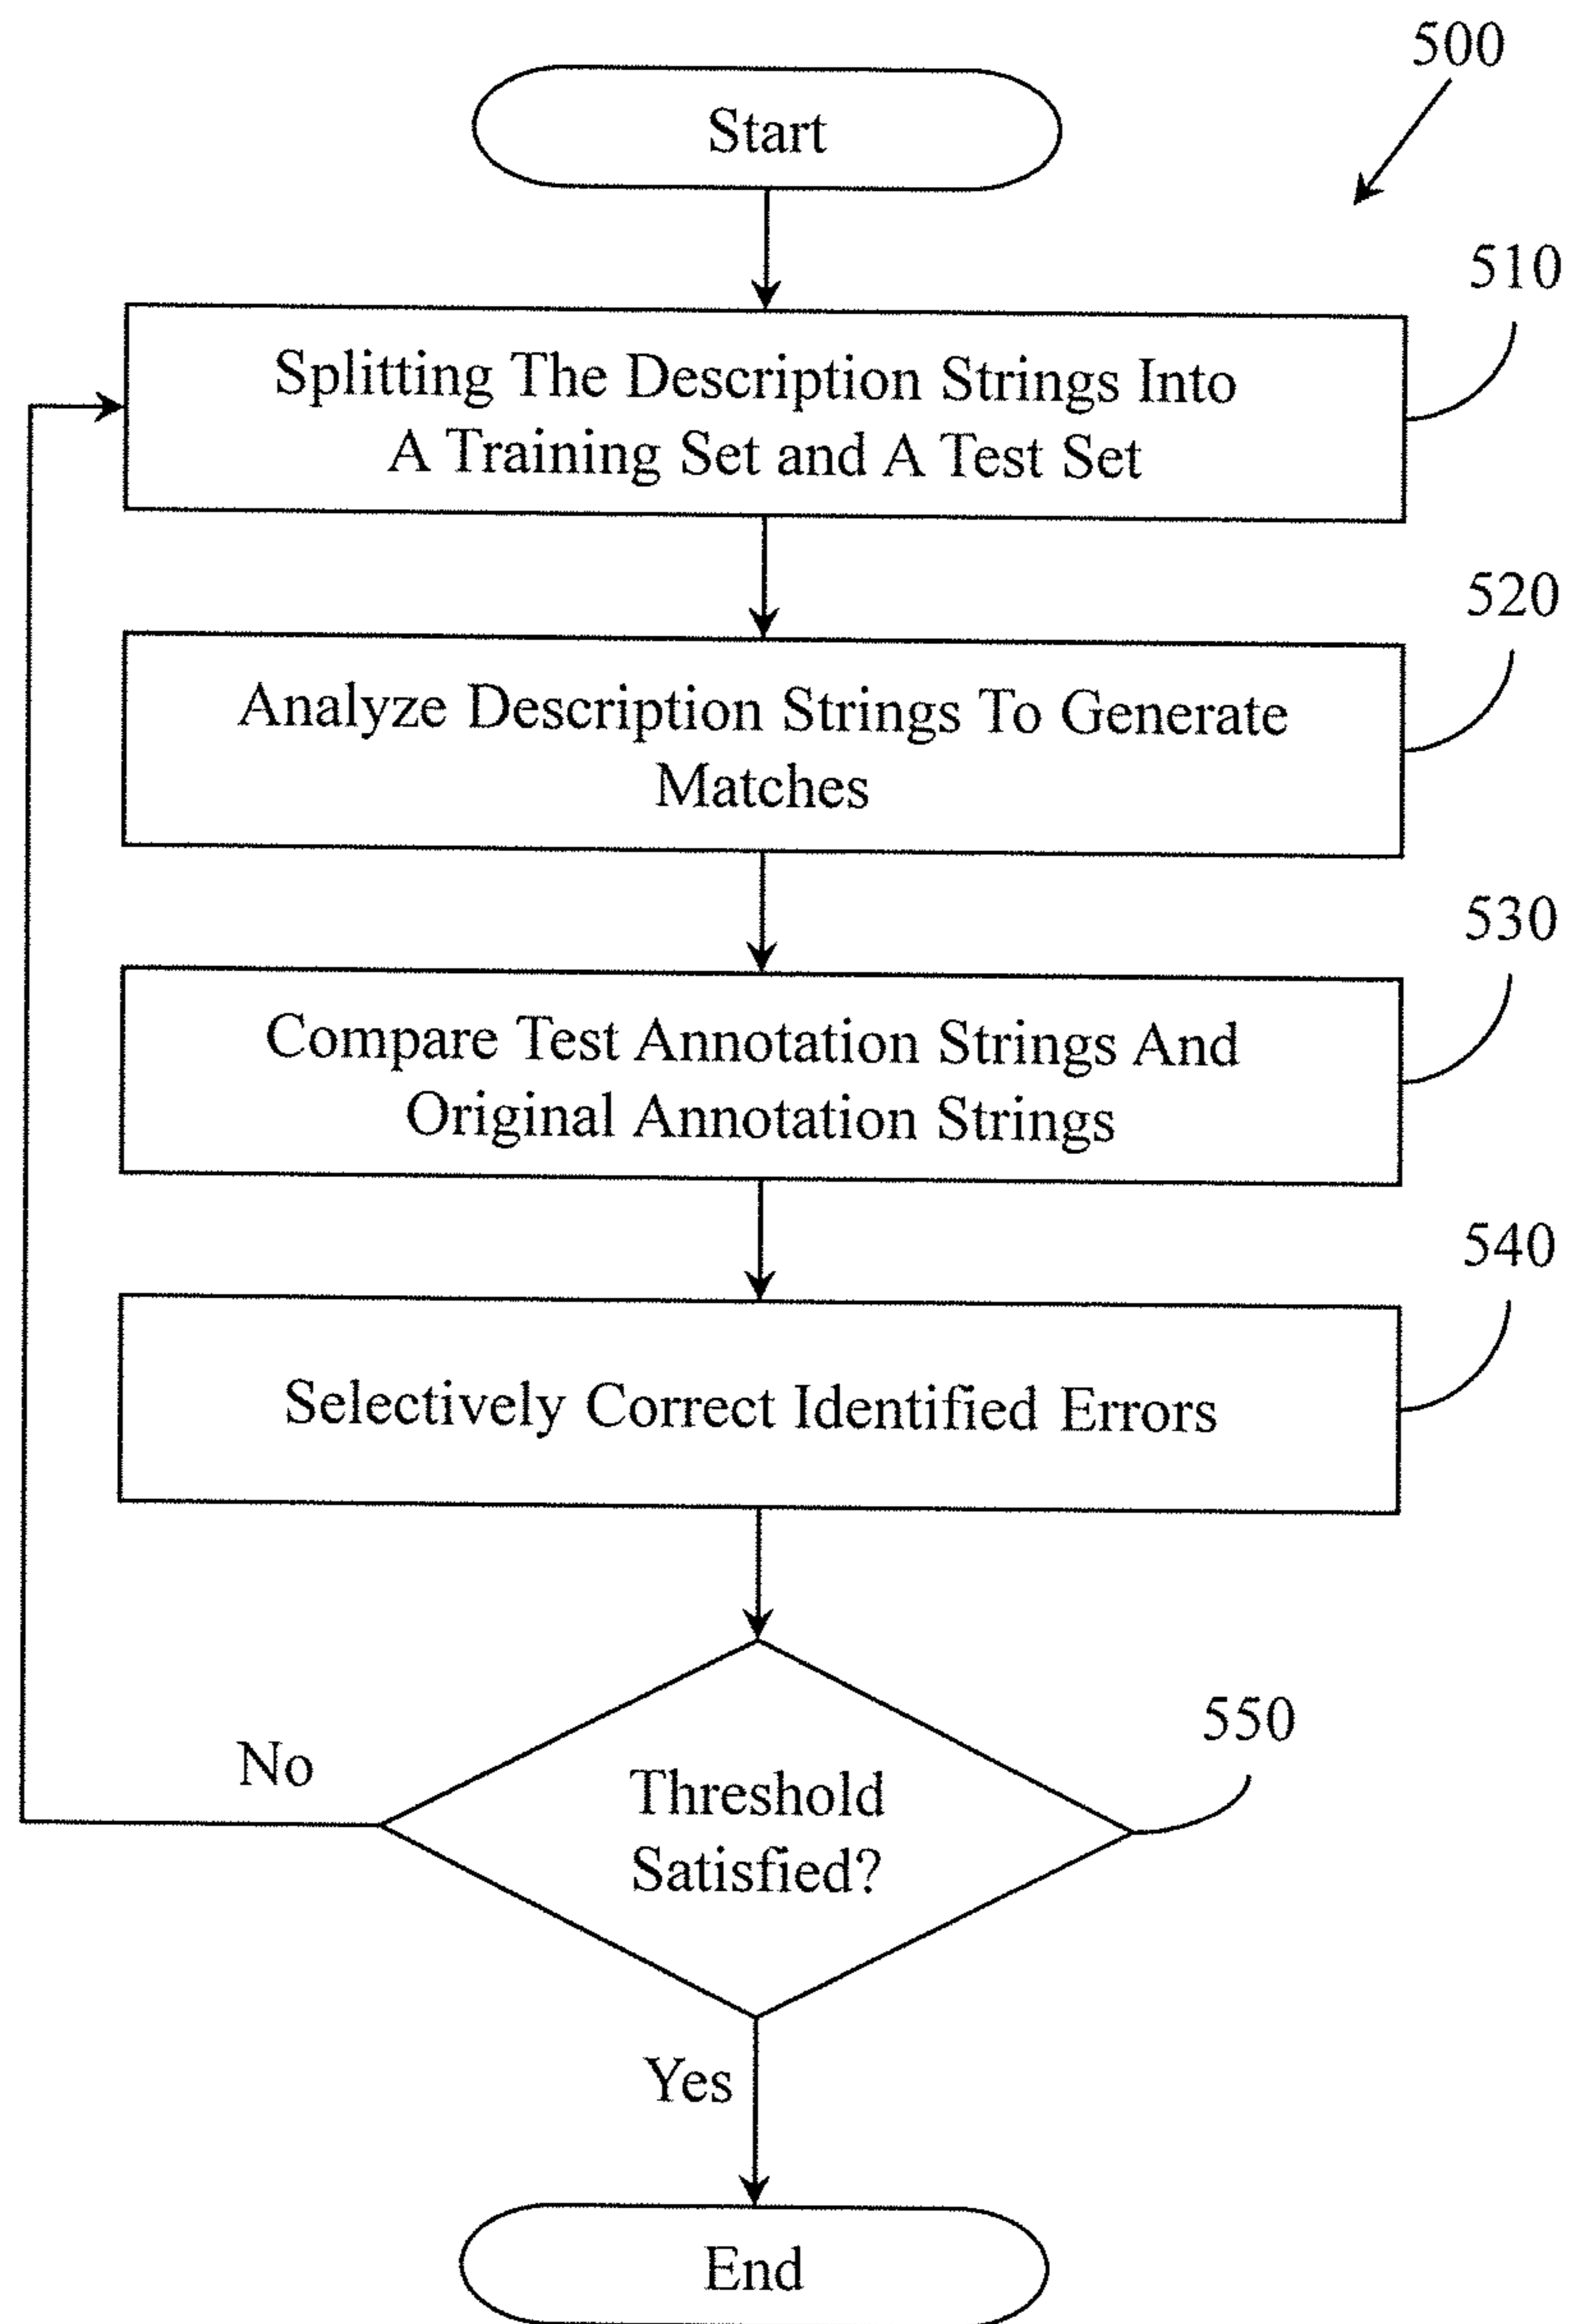 500
Start
510
Splitting The Description Strings Into
A Training Set and A Test Set
520
Analyze Description Strings To Generate
Matches
530
Compare Test Annotation Strings And
Original Annotation Strings
540
Selectively Correct Identified Errors
550
No
Threshold
Satisfied?
Yes
End